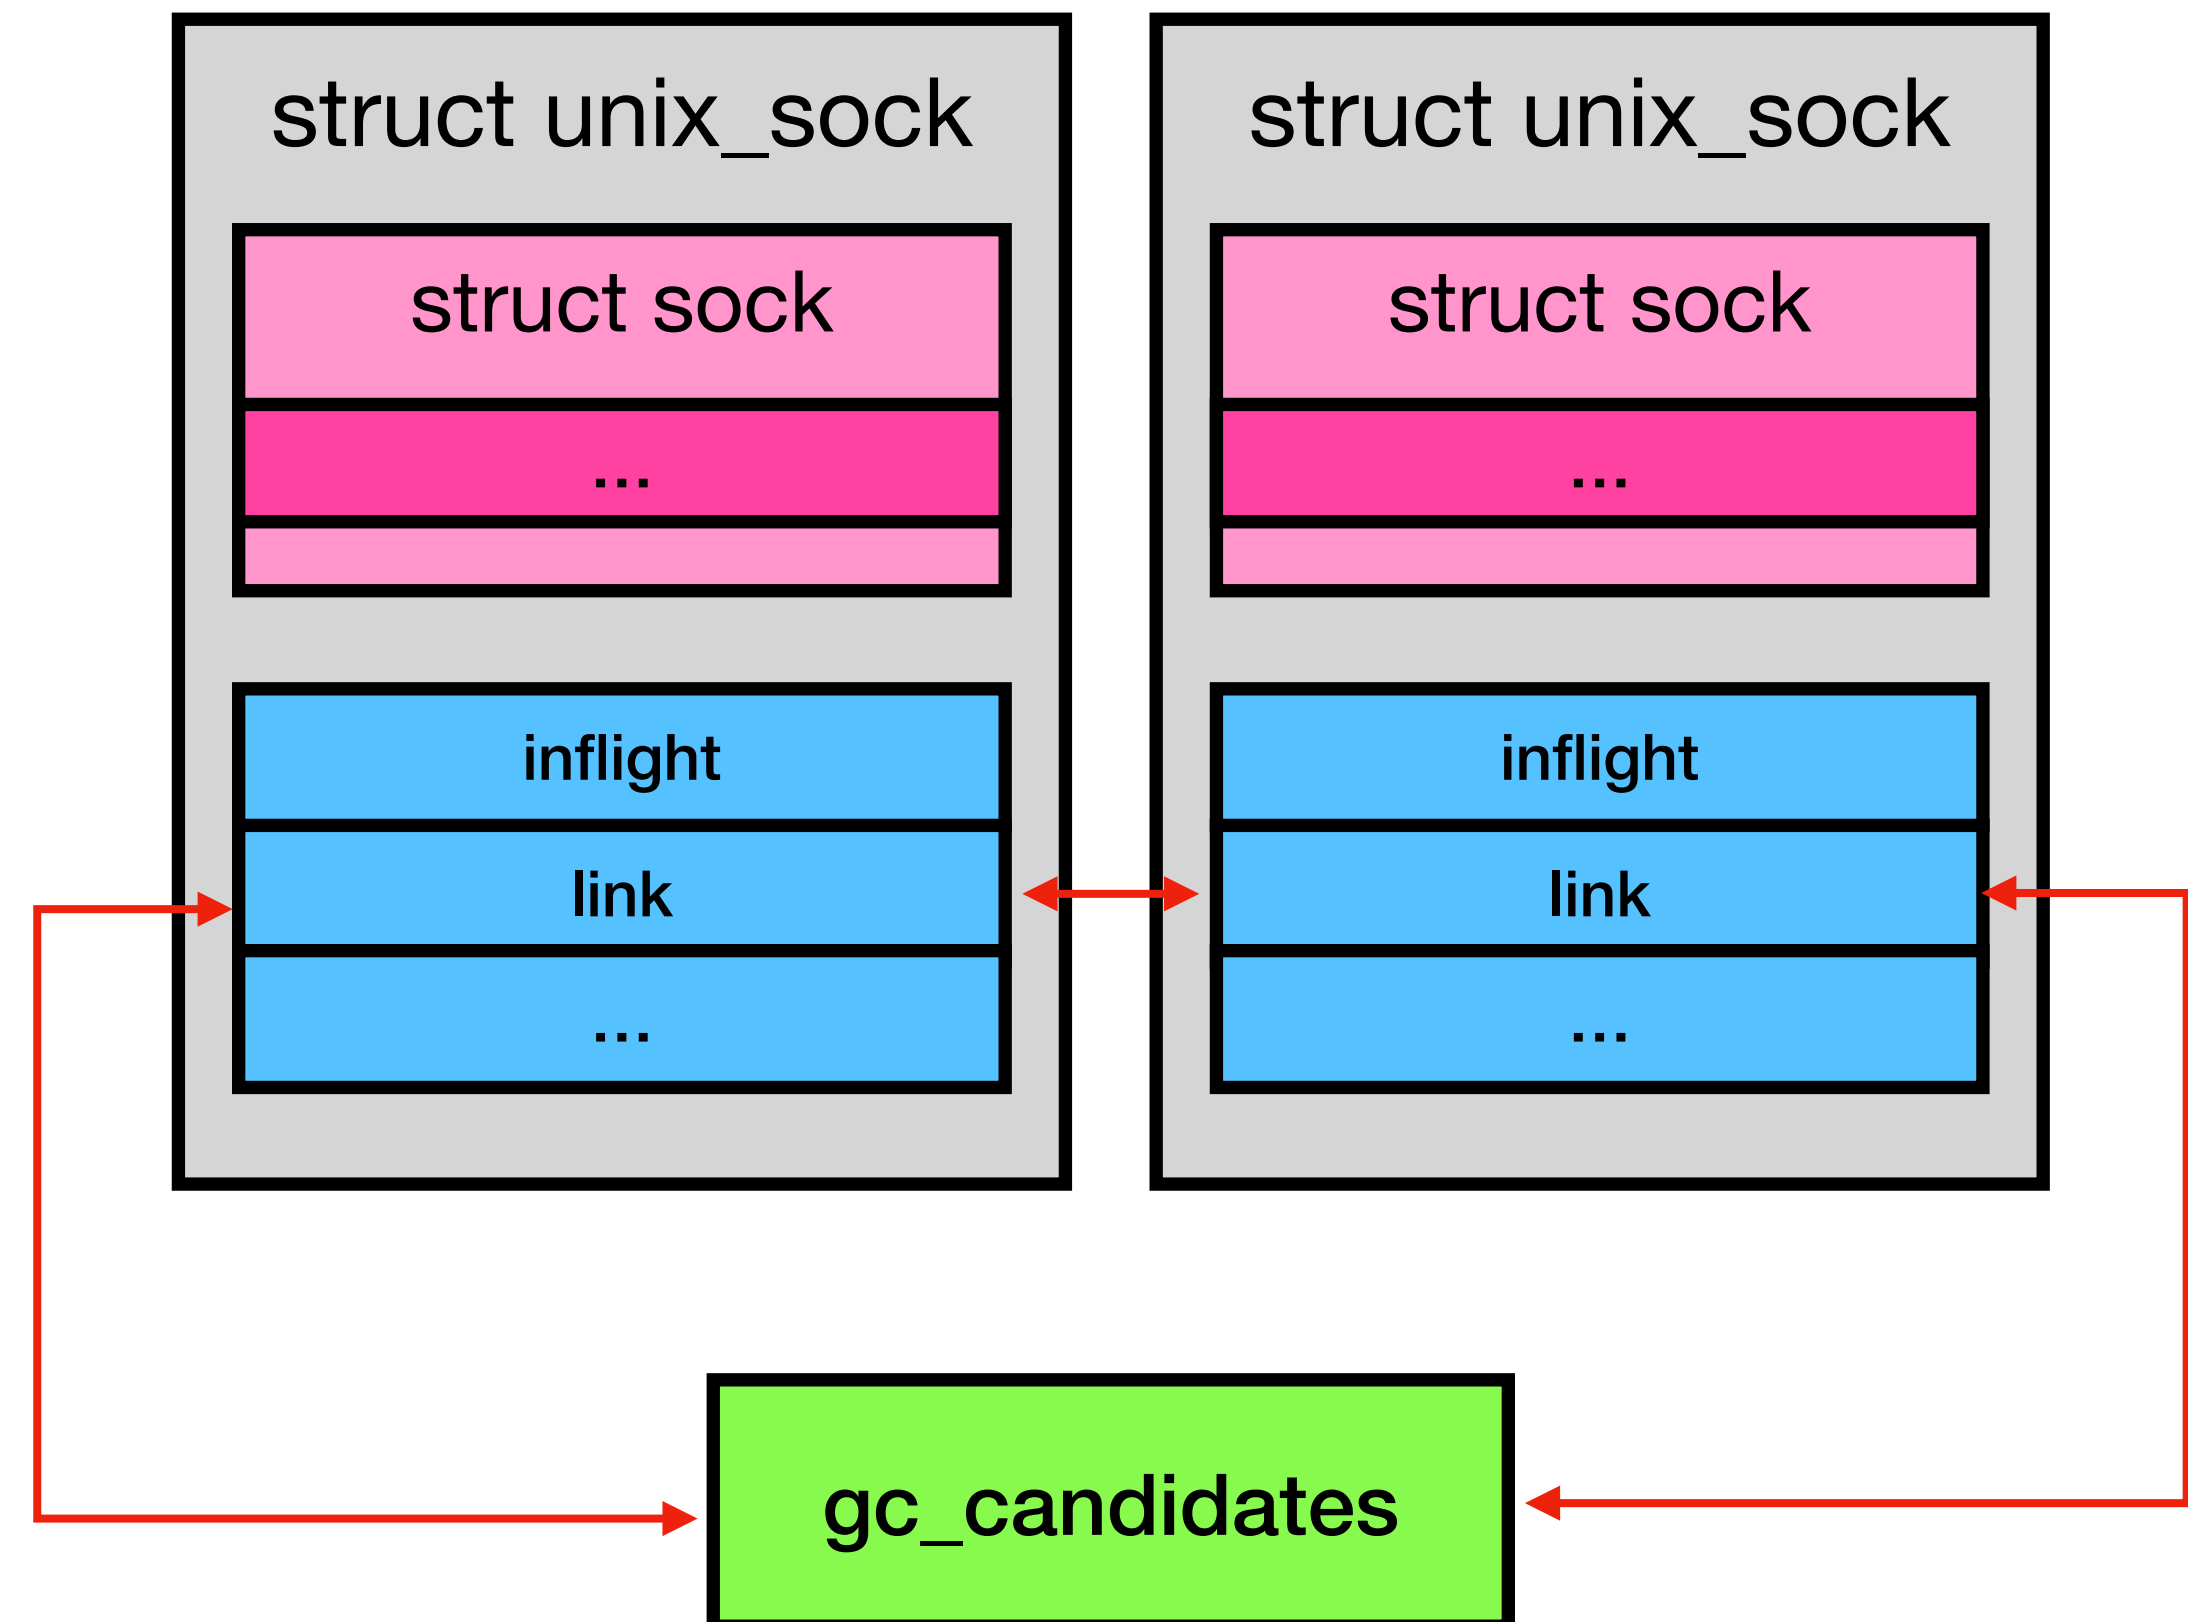 struct unix_sock
struct sock
...
inflight
link
...
struct unix_sock
struct sock
...
inflight
link
...
gc_candidates